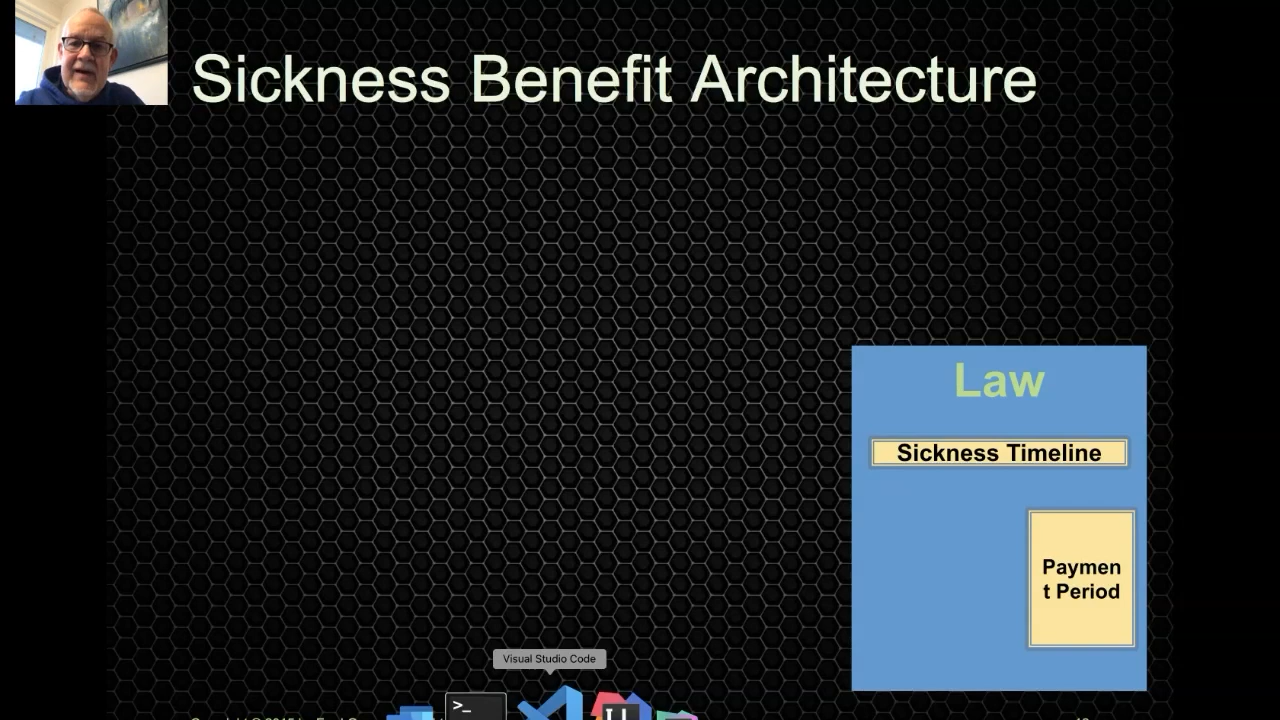 Sickness Benefit Architecture
Law
Sickness Timeline
Paymen
t Period
Visual Studio Code
>_